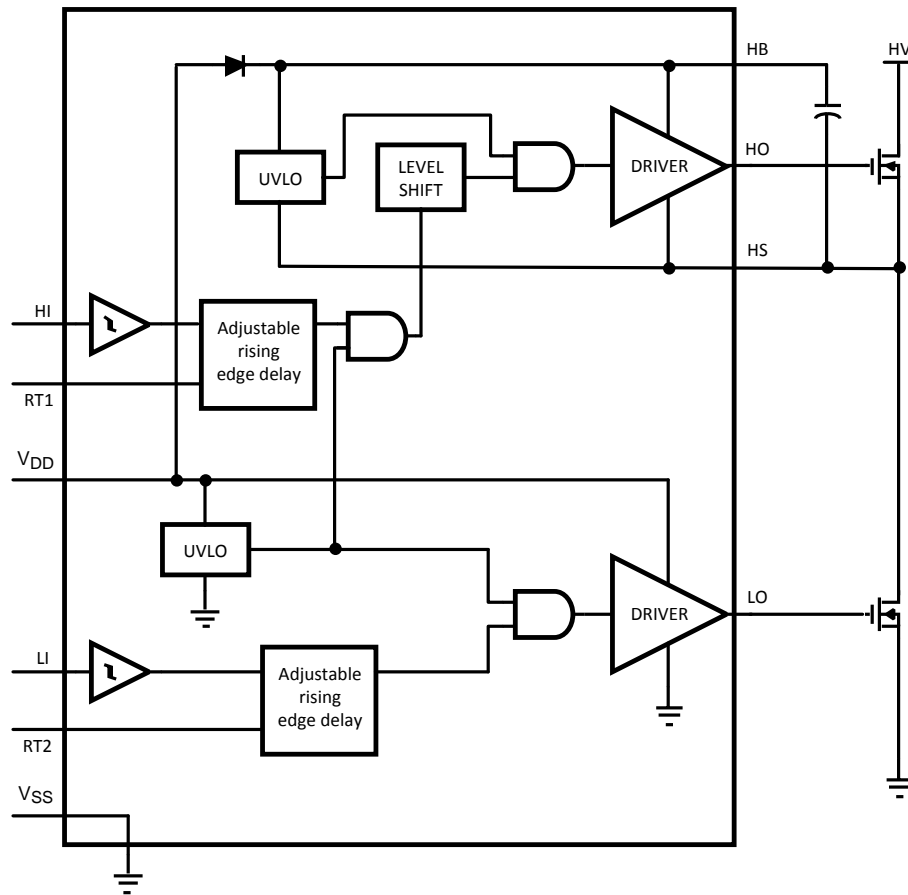 HB
HV
UVLO
LEVEL
SHIFT
DRIVER
HO
HS
HI
Adjustable
rising
edge delay
RT1
VDD
UVLO
DRIVER
LO
LI
Adjustable
rising
edge delay
RT2
VSS